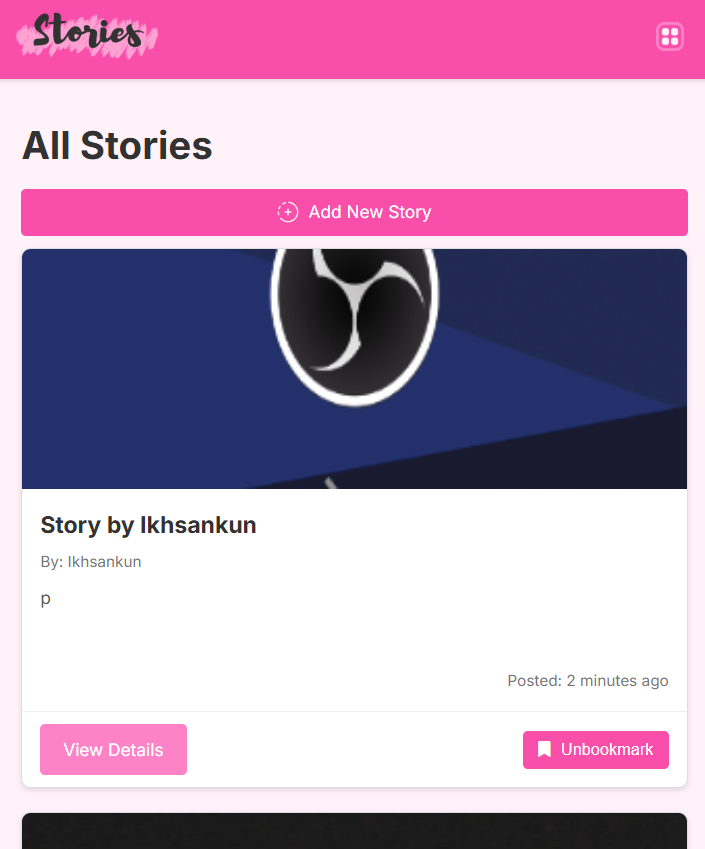 Stories
All Stories
Add New Story
Story by Ikhsankun
By: Ikhsankun
p
Posted: 2 minutes ago
View Details
Unbookmark